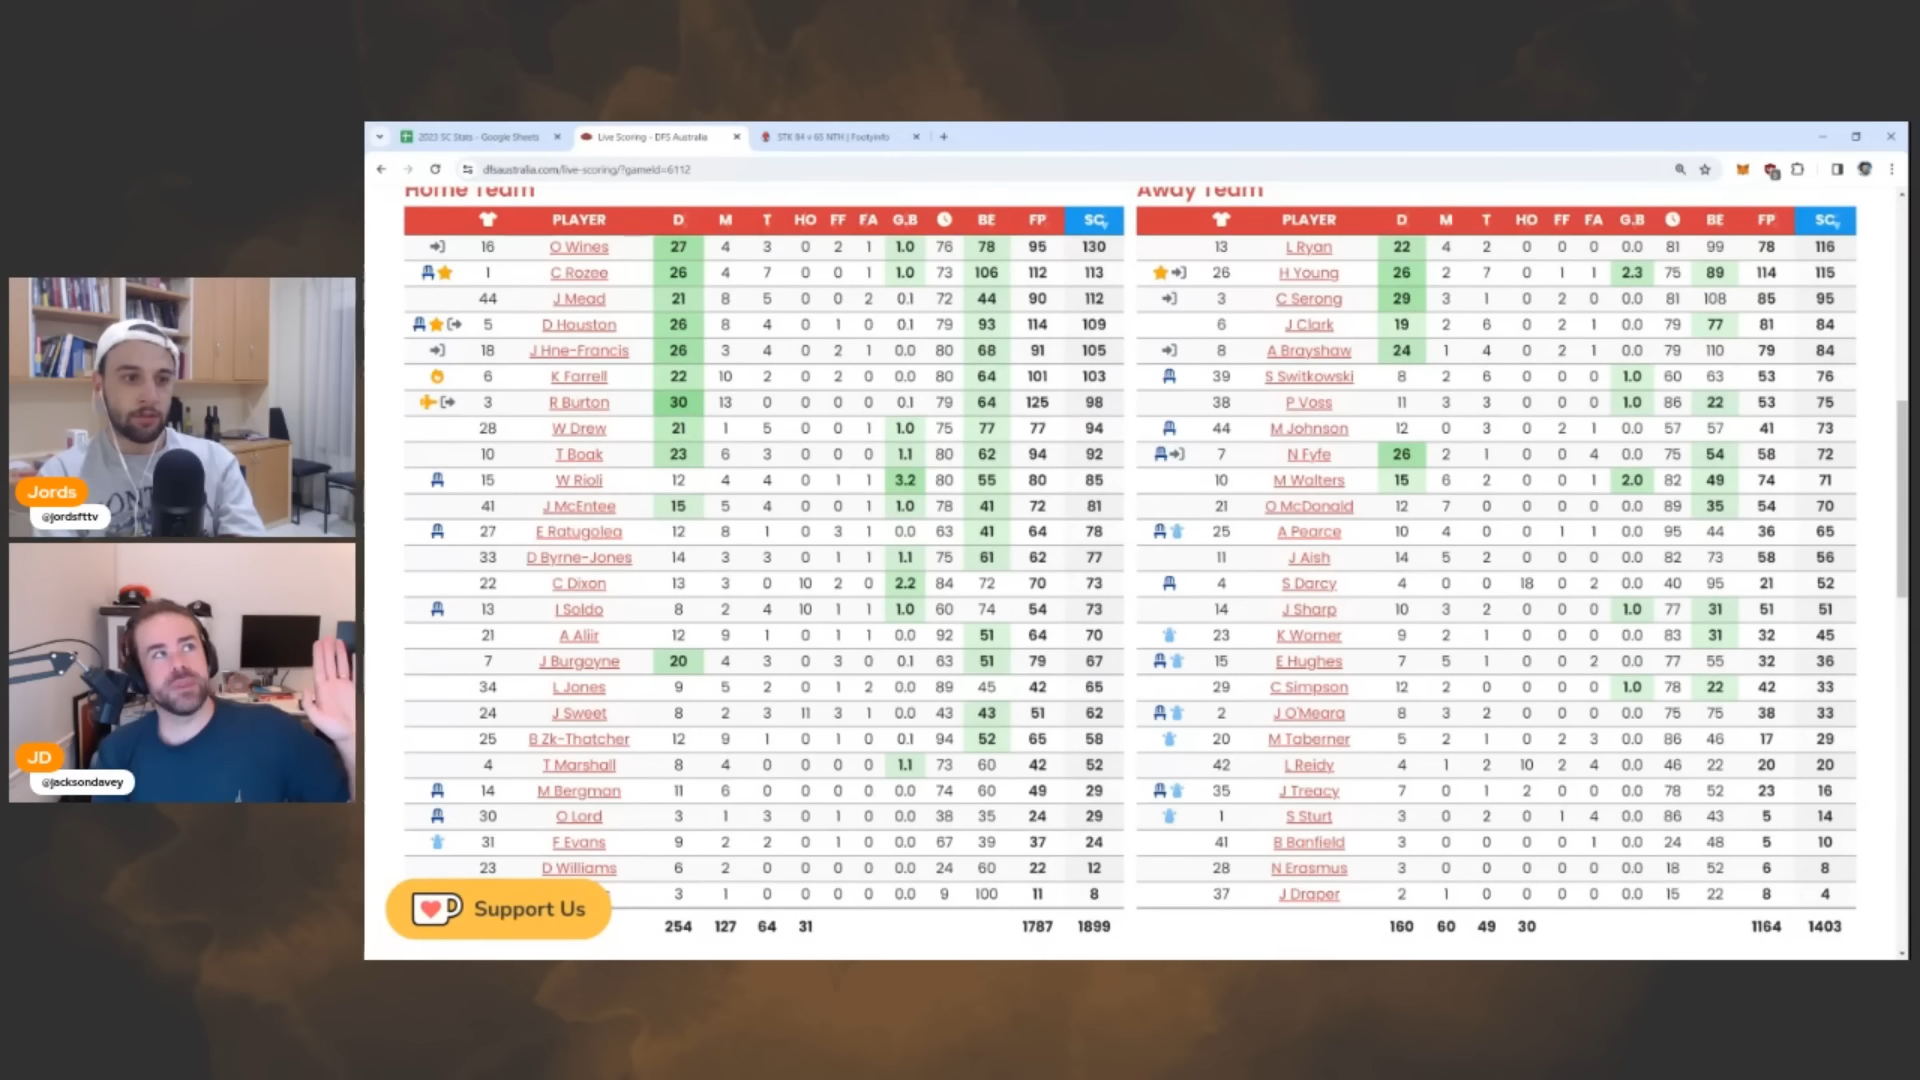 2023 SC Stats - Google Sheets
Live Scoring - DFS Australia
STK 84 v 65 NTH | Footyinfo
dfsaustralia.com/live-scoring/?gameId=6112
Home Team
PLAYER D M T HO FF FA G.B BE FP SC
16 O Wines 27 4 3 0 2 1 1.0 76 78 95 130
1 C Rozee 26 4 7 0 0 1 1.0 73 106 112 113
44 J Mead 21 8 5 0 0 2 0.1 72 44 90 112
5 D Houston 26 8 4 0 1 0 0.1 79 93 114 109
18 J Hne-Francis 26 3 4 0 2 1 0.0 80 68 91 105
6 K Farrell 22 10 2 0 2 0 0.0 80 64 101 103
3 R Burton 30 13 0 0 0 0 0.1 79 64 125 98
28 W Drew 21 1 5 0 0 1 1.0 75 77 77 94
10 T Boak 23 6 3 0 0 0 1.1 80 62 94 92
15 W Rioli 12 4 4 0 1 1 3.2 80 55 80 85
41 J McEntee 15 5 4 0 0 0 1.0 78 41 72 81
27 E Ratugolea 12 8 1 0 3 1 0.0 63 41 64 78
33 D Byrne-Jones 14 3 3 0 1 1 1.1 75 61 62 77
22 C Dixon 13 3 0 10 2 0 2.2 84 72 70 73
13 I Soldo 8 2 4 10 1 1 1.0 60 74 54 73
21 A Aliir 12 9 1 0 1 1 0.0 92 51 64 70
7 J Burgoyne 20 4 3 0 3 0 0.1 63 51 79 67
34 L Jones 9 5 2 0 1 2 0.0 89 45 42 65
24 J Sweet 8 2 3 11 3 1 0.0 43 43 51 62
25 B Zk-Thatcher 12 9 1 0 1 0 0.1 94 52 65 58
4 T Marshall 8 4 0 0 0 0 1.1 73 60 42 52
14 M Bergman 11 6 0 0 0 0 0.0 74 60 49 29
30 O Lord 3 1 3 0 1 0 0.0 38 35 24 29
31 F Evans 9 2 2 0 1 0 0.0 67 39 37 24
23 D Williams 6 2 0 0 0 0 0.0 24 60 22 12
3 1 0 0 0 0 0.0 9 100 11 8
254 127 64 31 1787 1899
Away Team
PLAYER D M T HO FF FA G.B BE FP SC
13 L Ryan 22 4 2 0 0 0 0.0 81 99 78 116
26 H Young 26 2 7 0 1 1 2.3 75 89 114 115
3 C Serong 29 3 1 0 2 0 0.0 81 108 85 95
6 J Clark 19 2 6 0 2 1 0.0 79 77 81 84
8 A Brayshaw 24 1 4 0 2 1 0.0 79 110 79 84
39 S Switkowski 8 2 6 0 0 0 1.0 60 63 53 76
38 P Voss 11 3 3 0 0 0 1.0 86 22 53 75
44 M Johnson 12 0 3 0 2 1 0.0 57 57 41 73
7 N Fyfe 26 2 1 0 0 4 0.0 75 54 58 72
10 M Walters 15 6 2 0 0 1 2.0 82 49 74 71
21 O McDonald 12 7 0 0 0 0 0.0 89 35 54 70
25 A Pearce 10 4 0 0 1 1 0.0 95 44 36 65
11 J Aish 14 5 2 0 0 0 0.0 82 73 58 56
4 S Darcy 4 0 0 18 0 2 0.0 40 95 21 52
14 J Sharp 10 3 2 0 0 0 1.0 77 31 51 51
23 K Worner 9 2 1 0 0 0 0.0 83 31 32 45
15 E Hughes 7 5 1 0 0 2 0.0 77 55 32 36
29 C Simpson 12 2 0 0 0 0 1.0 78 22 42 33
2 J O'Meara 8 3 2 0 0 0 0.0 75 75 38 33
20 M Taberner 5 2 1 0 2 3 0.0 86 46 17 29
42 L Reidy 4 1 2 10 2 4 0.0 46 22 20 20
35 J Treacy 7 0 1 2 0 0 0.0 78 52 23 16
1 S Sturt 3 0 2 0 1 4 0.0 86 43 5 14
41 B Banfield 3 0 0 0 0 1 0.0 24 48 5 10
28 N Erasmus 3 0 0 0 0 0 0.0 18 52 6 8
37 J Draper 2 1 0 0 0 0 0.0 15 22 8 4
160 60 49 30 1164 1403
Support Us
Jords
@jordsfttv
JD
@jacksondavey